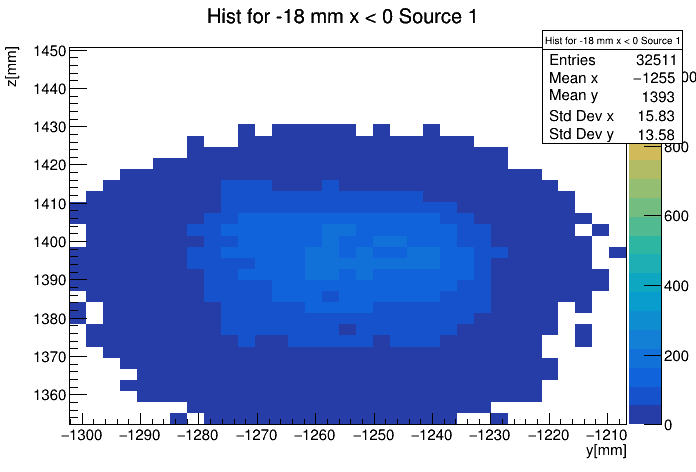 Hist for -18 mm x < 0 Source 1
z[mm]
1450
1440
1430
1420
1410
1400
1390
1380
1370
1360
Hist for -18 mm x < 0 Source 1
Entries 32511
Mean x −1255
Mean y 1393
Std Dev x 15.83
Std Dev y 13.58
00
800
600
400
200
0
−1300 −1290 −1280 −1270 −1260 −1250 −1240 −1230 −1220 −1210
y[mm]